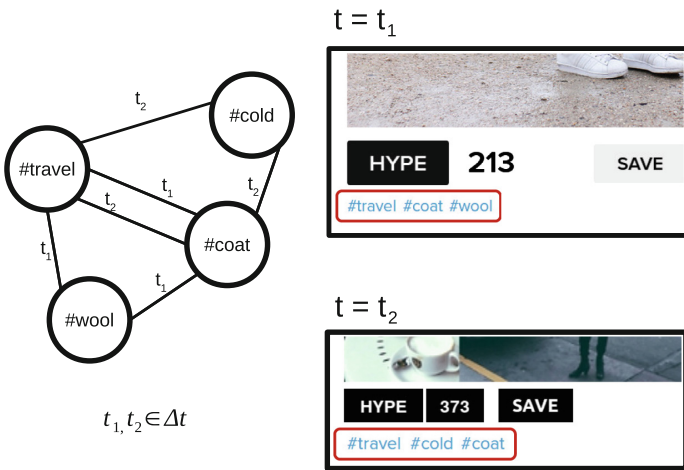 t = t1
t2
#cold
#travel
t1
t2
t2
#coat
t1
t1
#wool
t1, t2 ∈ Δt
HYPE 213 SAVE
#travel #coat #wool
t = t2
HYPE 373 SAVE
#travel #cold #coat